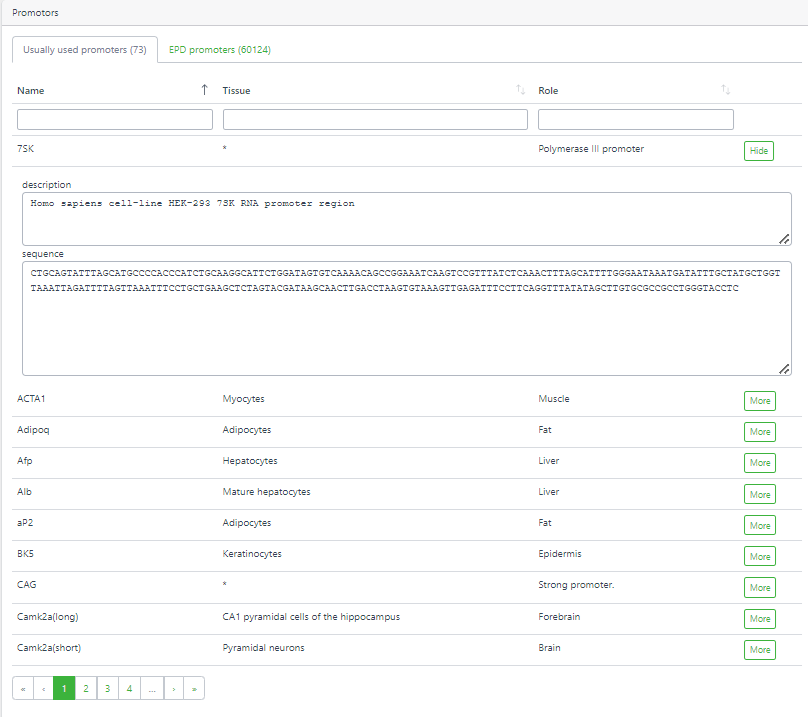 Promotors
Usually used promoters (73) EPD promoters (60124)
Name Tissue Role
7SK * Polymerase III promoter Hide
description
Homo sapiens cell-line HEK-293 7SK RNA promoter region
sequence
CTGCAGTATTTAGCATGCCCCACCCATCTGCAAGGCATTCTGGATAGTGTCAAAACAGCCGGAAATCAAGTCCGTTTATCTCAAACTTTAGCATTTTGGGAATAAATGATATTTGCTATGCTGGT
TAAATTAGATTTTAGTTAAATTTCCTGCTGAAGCTCTAGTACGATAAGCAACTTGACCTAAGTGTAAAGTTGAGATTTCCTTCAGGTTTATATAGCTTGTGCGCCGCCTGGGTACCTC
ACTA1 Myocytes Muscle More
Adipoq Adipocytes Fat More
Afp Hepatocytes Liver More
Alb Mature hepatocytes Liver More
aP2 Adipocytes Fat More
BK5 Keratinocytes Epidermis More
CAG * Strong promoter. More
Camk2a(long) CA1 pyramidal cells of the hippocampus Forebrain More
Camk2a(short) Pyramidal neurons Brain More
« ‹ 1 2 3 4 ... › »